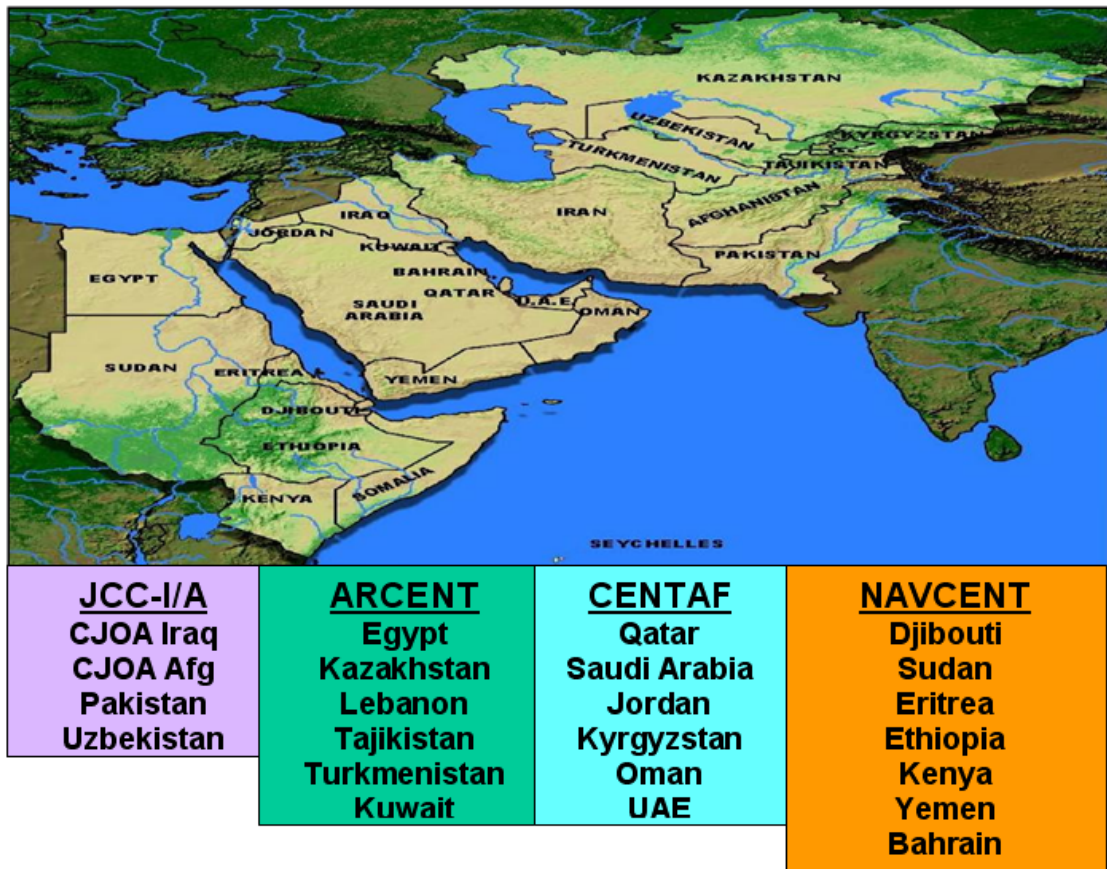 KAZAKHSTAN
UZBEKISTAN
KYRGYZSTAN
TURKMENISTAN
TAJIKISTAN
AFGHANISTAN
IRAN
IRAQ
JORDAN
KUWAIT
PAKISTAN
EGYPT
BAHRAIN
QATAR
SAUDI
ARABIA
U.A.E
OMAN
SUDAN
ERITREA
YEMEN
DJIBOUTI
ETHIOPIA
SOMALIA
KENYA
SEYCHELLES
JCC-I/A
CJOA Iraq
CJOA Afg
Pakistan
Uzbekistan
ARCENT
Egypt
Kazakhstan
Lebanon
Tajikistan
Turkmenistan
Kuwait
CENTAF
Qatar
Saudi Arabia
Jordan
Kyrgyzstan
Oman
UAE
NAVCENT
Djibouti
Sudan
Eritrea
Ethiopia
Kenya
Yemen
Bahrain